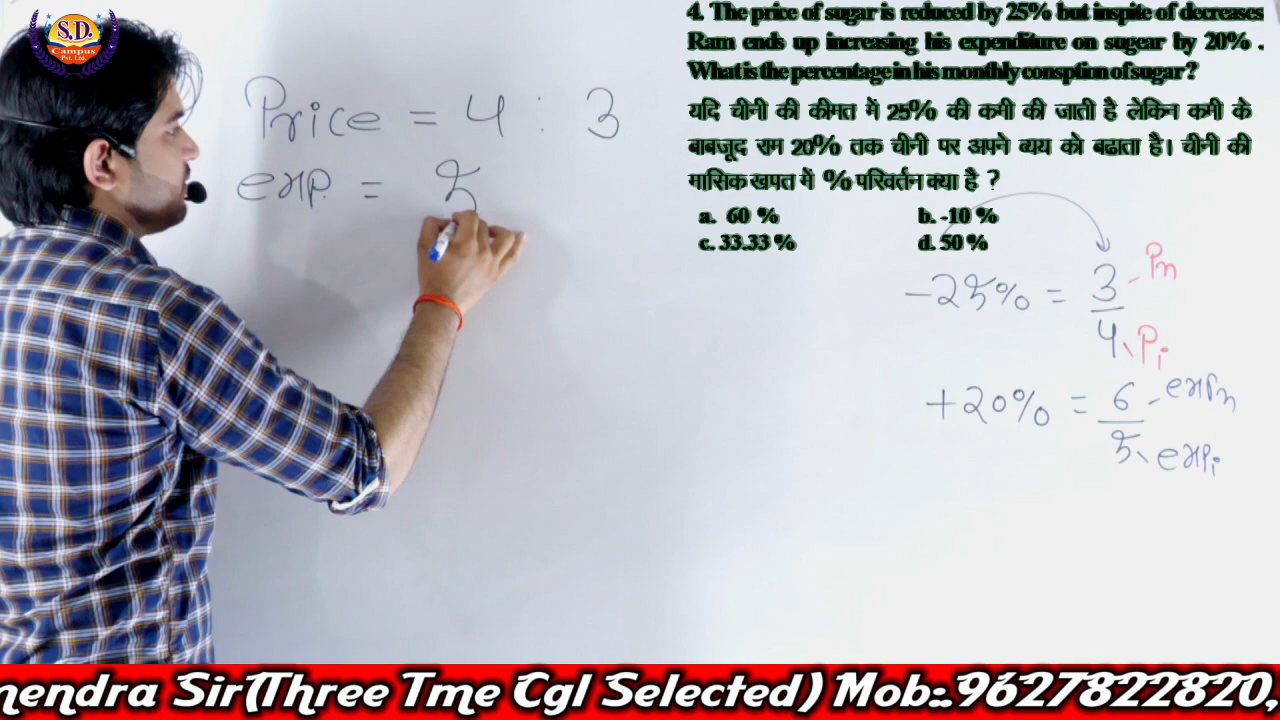 S.D.
Campus
Pvt. Ltd.
4. The price of sugar is reduced by 25% but inspite of decreases
Ram ends up increasing his expenditure on sugear by 20% .
What is the percentage in his monthly consption of sugar ?
यदि चीनी की कीमत में 25% की कमी की जाती है लेकिन कमी के
बाबजूद राम 20% तक चीनी पर अपने व्यय को बढाता है। चीनी की
मासिक खपत में % परिवर्तन क्या है ?
a. 60 %
b. -10 %
c. 33.33 %
d. 50 %
Price = 4 : 3
exp. = 5
-25% = 3/4
Pn
Pi
+20% = 6/5
expn
expi
nendra Sir(Three Tme Cgl Selected) Mob:.9627822820,